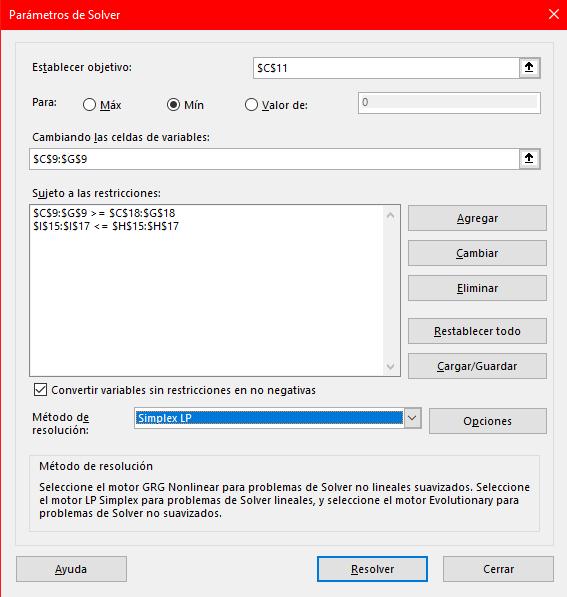 Parámetros de Solver
Establecer objetivo: $C$11
Para: Máx Mín Valor de: 0
Cambiando las celdas de variables:
$C$9:$G$9
Sujeto a las restricciones:
$C$9:$G$9 >= $C$18:$G$18
$I$15:$I$17 <= $H$15:$H$17
Agregar
Cambiar
Eliminar
Restablecer todo
Cargar/Guardar
Convertir variables sin restricciones en no negativas
Método de
resolución:
Simplex LP
Opciones
Método de resolución
Seleccione el motor GRG Nonlinear para problemas de Solver no lineales suavizados. Seleccione
el motor LP Simplex para problemas de Solver lineales, y seleccione el motor Evolutionary para
problemas de Solver no suavizados.
Ayuda Resolver Cerrar